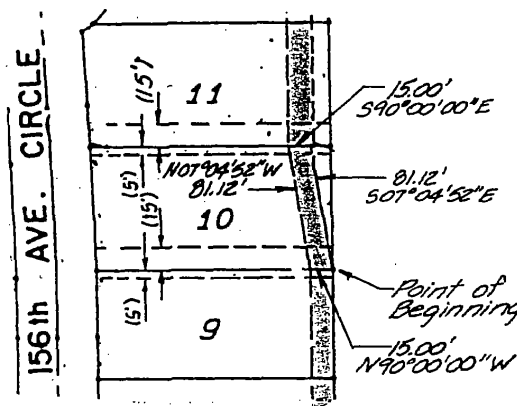 156th AVE. CIRCLE
11
(15')
15.00'
S90°00'00"E
N07°04'52"W
81.12'
81.12'
S07°04'52"E
(5')
(15')
10
Point of
Beginning
(5')
9
15.00'
N90°00'00"W